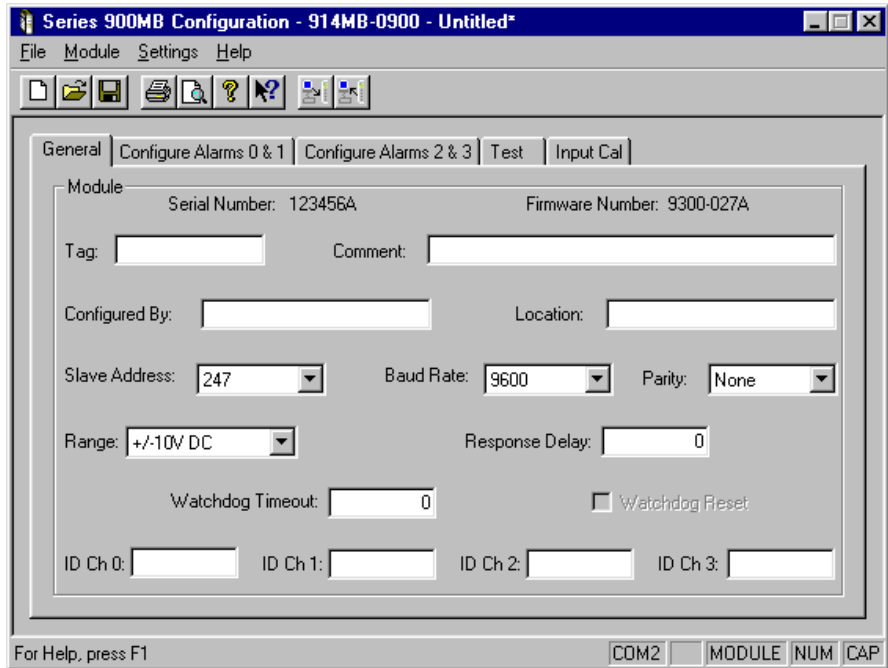 Series 900MB Configuration - 914MB-0900 - Untitled*
File Module Settings Help
General Configure Alarms 0 & 1 Configure Alarms 2 & 3 Test Input Cal
Module
Serial Number: 123456A Firmware Number: 9300-027A
Tag: Comment:
Configured By: Location:
Slave Address: 247 Baud Rate: 9600 Parity: None
Range: +/-10V DC Response Delay: 0
Watchdog Timeout: 0 Watchdog Reset
ID Ch 0: ID Ch 1: ID Ch 2: ID Ch 3:
For Help, press F1 COM2 MODULE NUM CAP